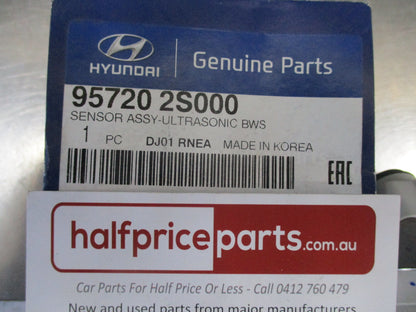 HYUNDAI
Genuine Parts
95720 2S000
SENSOR ASSY-ULTRASONIC BWS
1 PC DJ01 RNEA MADE IN KOREA
EAC
halfpriceparts.com.au
Car Parts For Half Price Or Less - Call 0412 760 479
New and used parts from major manufacturers